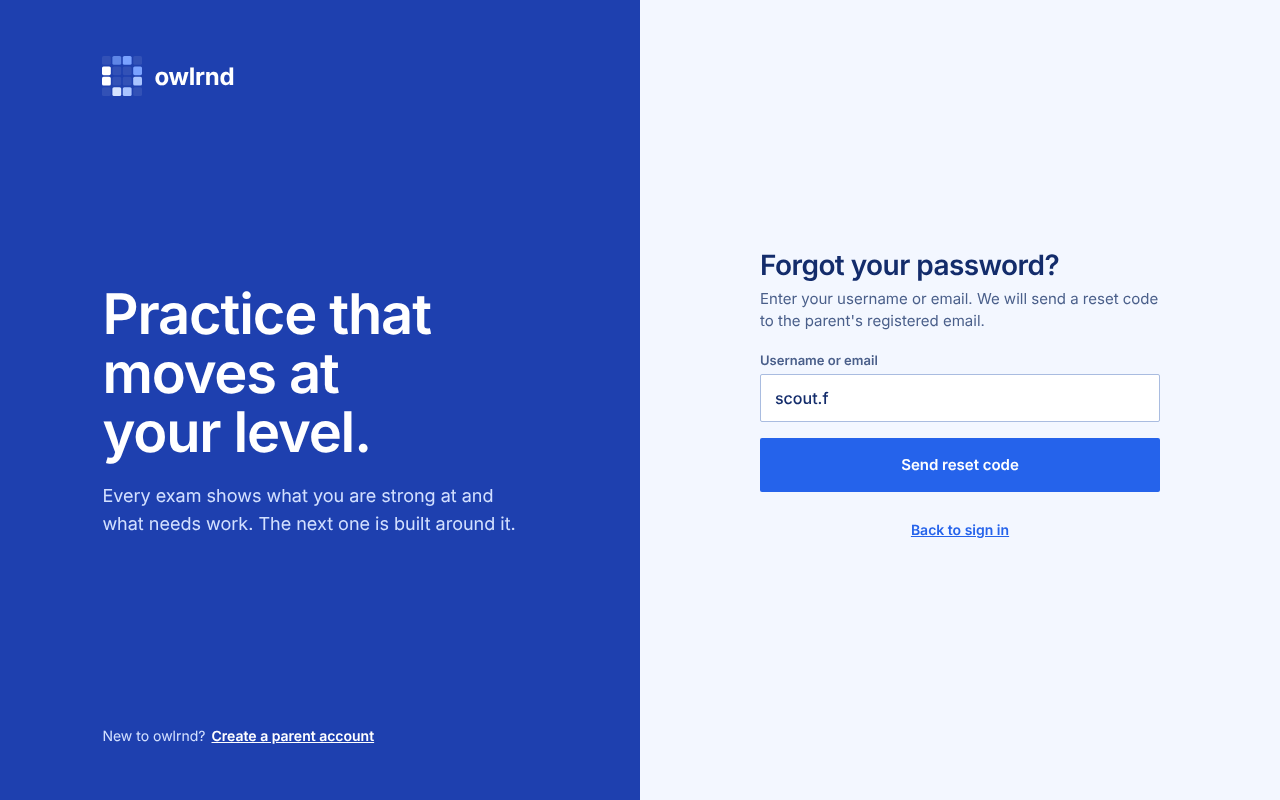 owlrnd
Practice that
moves at
your level.
Every exam shows what you are strong at and
what needs work. The next one is built around it.
New to owlrnd? Create a parent account
Forgot your password?
Enter your username or email. We will send a reset code
to the parent's registered email.
Username or email
scout.f
Send reset code
Back to sign in